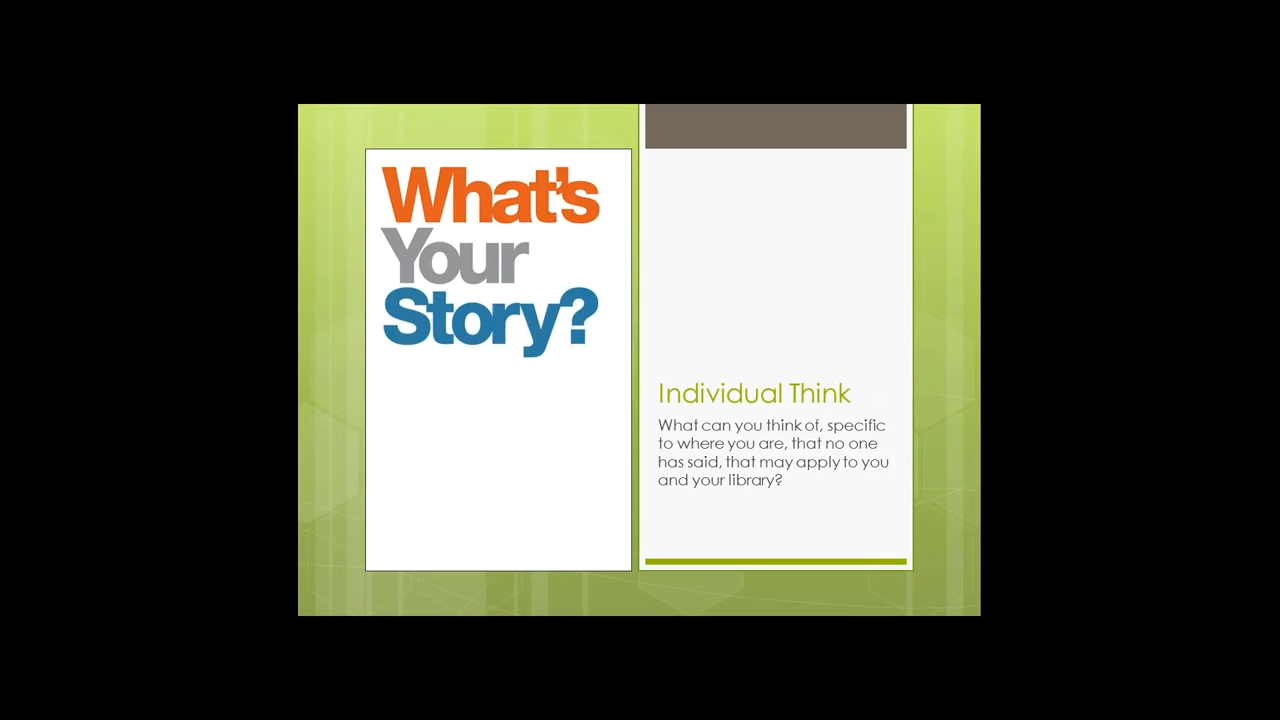 What's
Your
Story?
Individual Think
What can you think of, specific
to where you are, that no one
has said, that may apply to you
and your library?